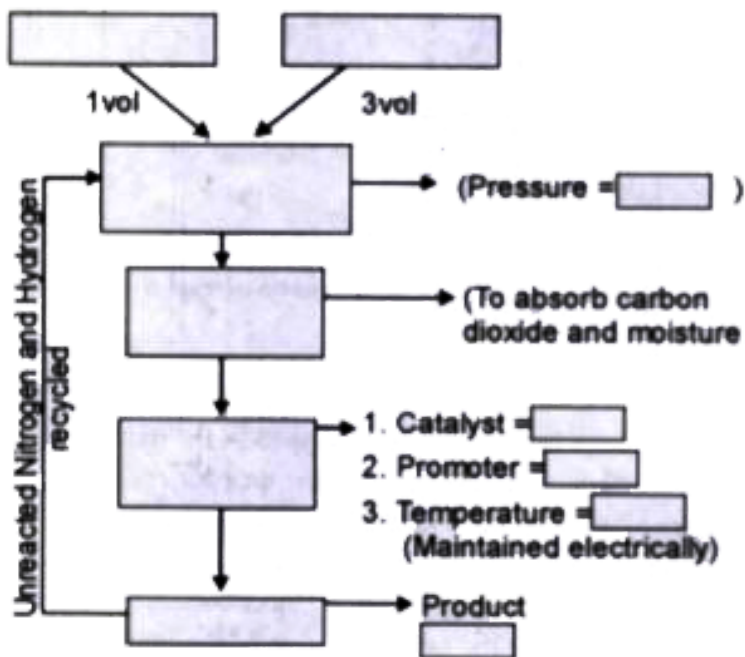 1vol
3vol
(Pressure = )
(To absorb carbon
dioxide and moisture
1. Catalyst =
2. Promoter =
3. Temperature =
(Maintained electrically)
Product
Unreacted Nitrogen and Hydrogen
recycled